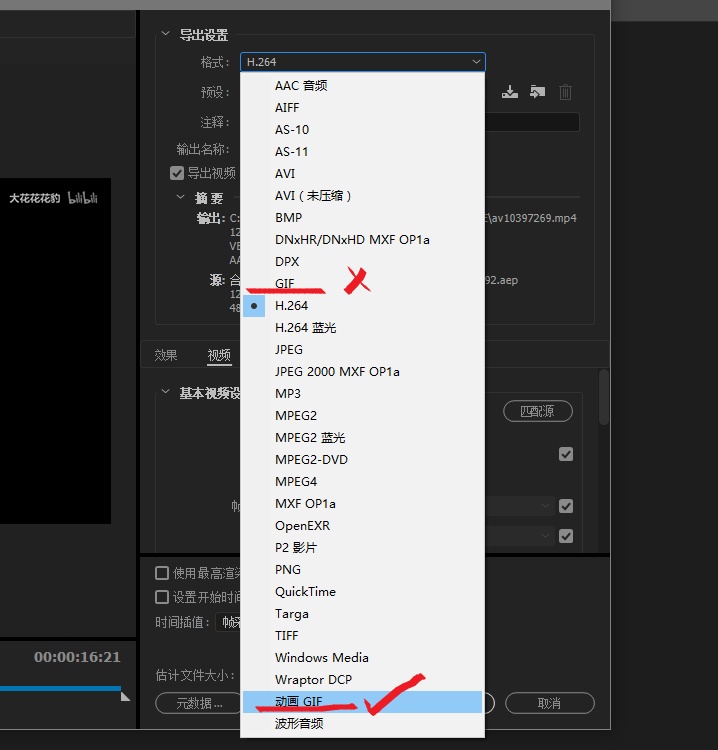 导出设置
格式: H.264
预设:
注释:
输出名称:
导出视频
摘要
大花花花豹 bilibili
输出: C:
E\av10397269.mp4
12
VE
AA
源: 合
92.aep
12
48
AAC 音频
AIFF
AS-10
AS-11
AVI
AVI（未压缩）
BMP
DNxHR/DNxHD MXF OP1a
DPX
GIF
H.264
H.264 蓝光
JPEG
JPEG 2000 MXF OP1a
MP3
MPEG2
MPEG2 蓝光
MPEG2-DVD
MPEG4
MXF OP1a
OpenEXR
P2 影片
PNG
QuickTime
Targa
TIFF
Windows Media
Wraptor DCP
动画 GIF
波形音频
效果 视频
基本视频设
匹配源
帧
使用最高渲染
设置开始时间
时间插值: 帧采
00:00:16:21
估计文件大小:
元数据... 取消